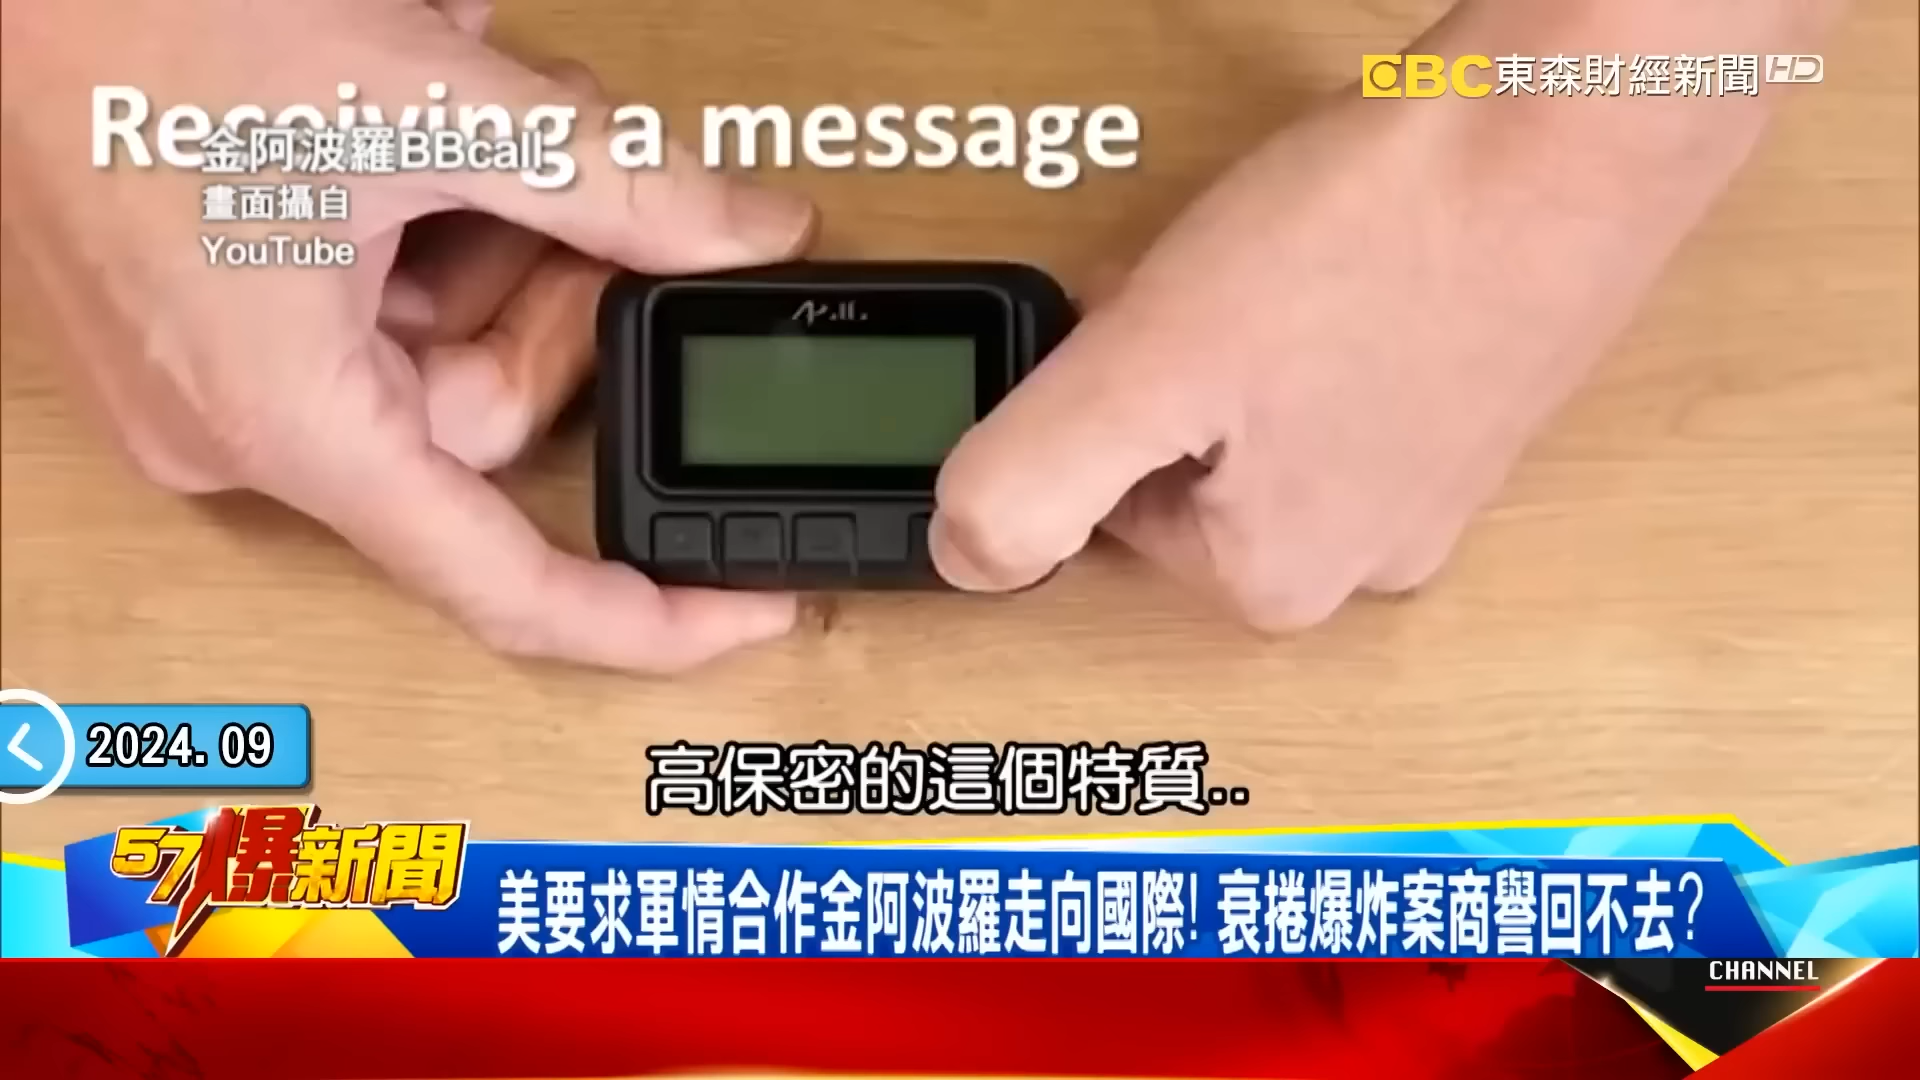 EBC東森財經新聞HD
Receiving a message
金阿波羅BBcall
畫面攝自
YouTube
2024.09
高保密的這個特質..
57爆新聞
美要求軍情合作金阿波羅走向國際! 衰捲爆炸案商譽回不去?
CHANNEL